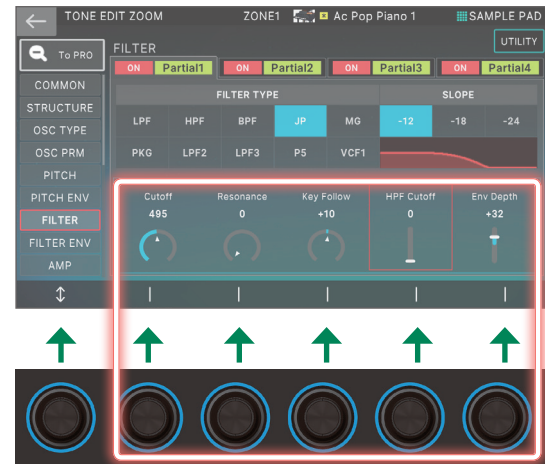 TONE EDIT ZOOM ZONE1 Ac Pop Piano 1 SAMPLE PAD
To PRO FILTER UTILITY
ON Partial1 ON Partial2 ON Partial3 ON Partial4
COMMON
STRUCTURE
OSC TYPE
OSC PRM
PITCH
PITCH ENV
FILTER
FILTER ENV
AMP
FILTER TYPE SLOPE
LPF HPF BPF JP MG -12 -18 -24
PKG LPF2 LPF3 P5 VCF1
Cutoff Resonance Key Follow HPF Cutoff Env Depth
495 0 +10 0 +32